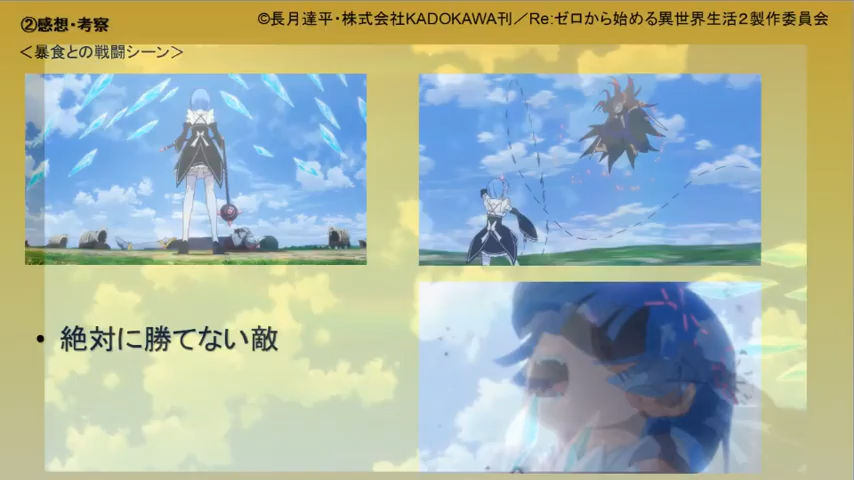 ②感想・考察
©長月達平・株式会社KADOKAWA刊／Re:ゼロから始める異世界生活２製作委員会
＜暴食との戦闘シーン＞
• 絶対に勝てない敵